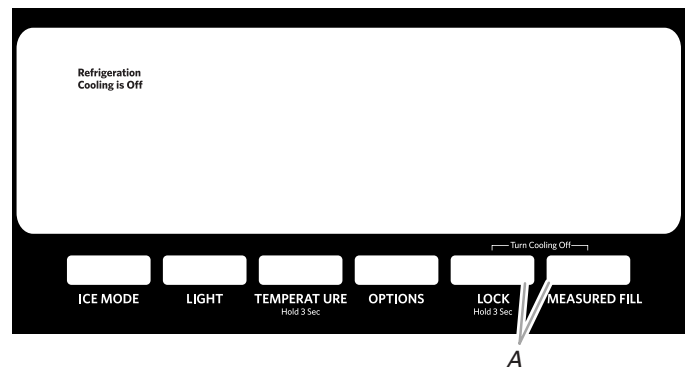 Refrigeration
Cooling is Off
Turn Cooling Off
ICE MODE LIGHT TEMPERAT URE OPTIONS LOCK MEASURED FILL
Hold 3 Sec Hold 3 Sec
A